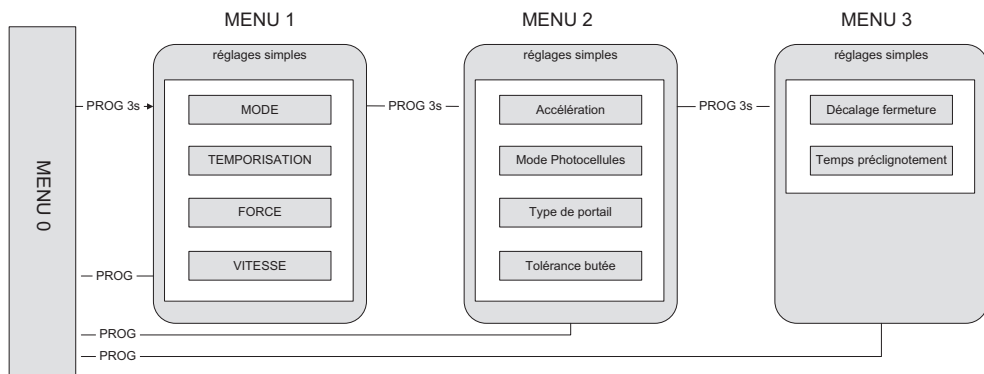 MENU 1
MENU 2
MENU 3
réglages simples
réglages simples
réglages simples
MENU 0
PROG 3s
MODE
PROG 3s
Accélération
PROG 3s
Décalage fermeture
TEMPORISATION
Mode Photocellules
Temps préclignotement
FORCE
Type de portail
VITESSE
Tolérance butée
PROG
PROG
PROG